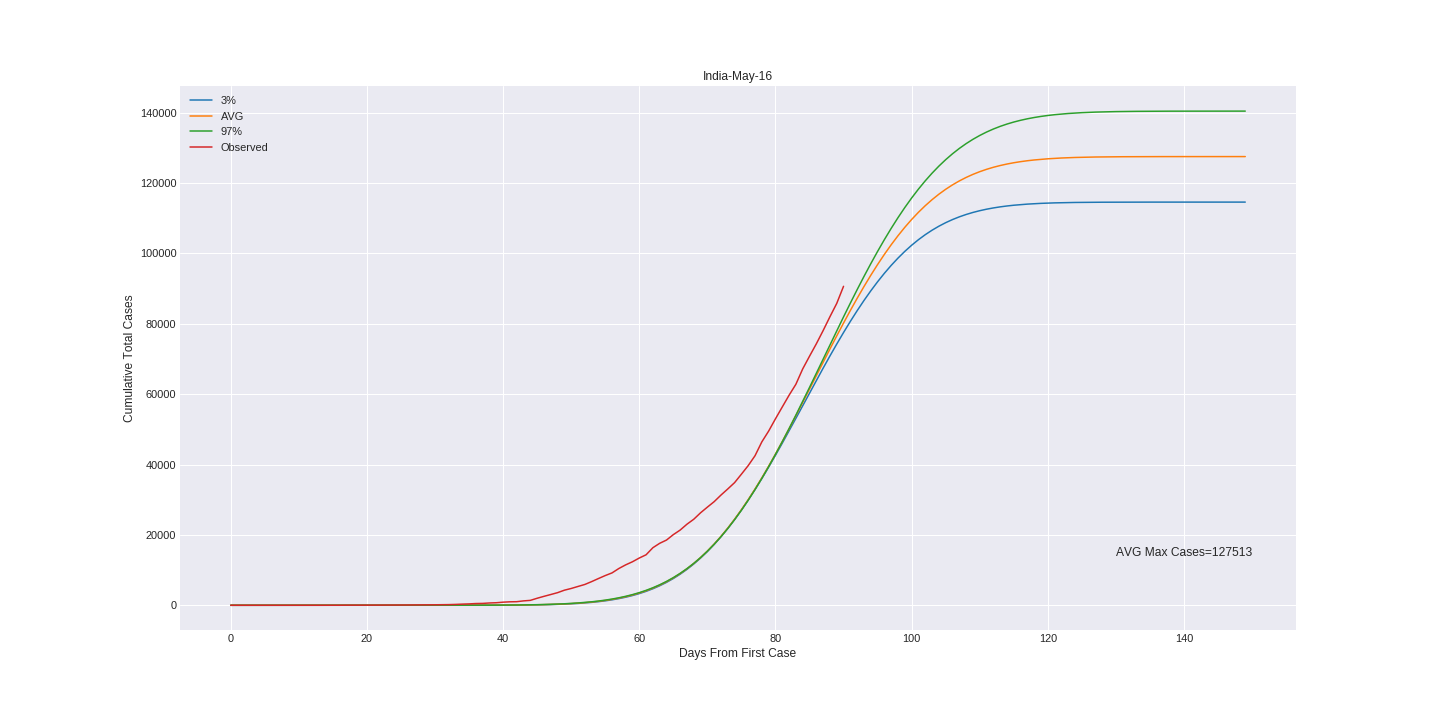 India-May-16
3%
AVG
97%
Observed
140000
120000
100000
80000
60000
40000
20000
0
Cumulative Total Cases
AVG Max Cases=127513
0 20 40 60 80 100 120 140
Days From First Case